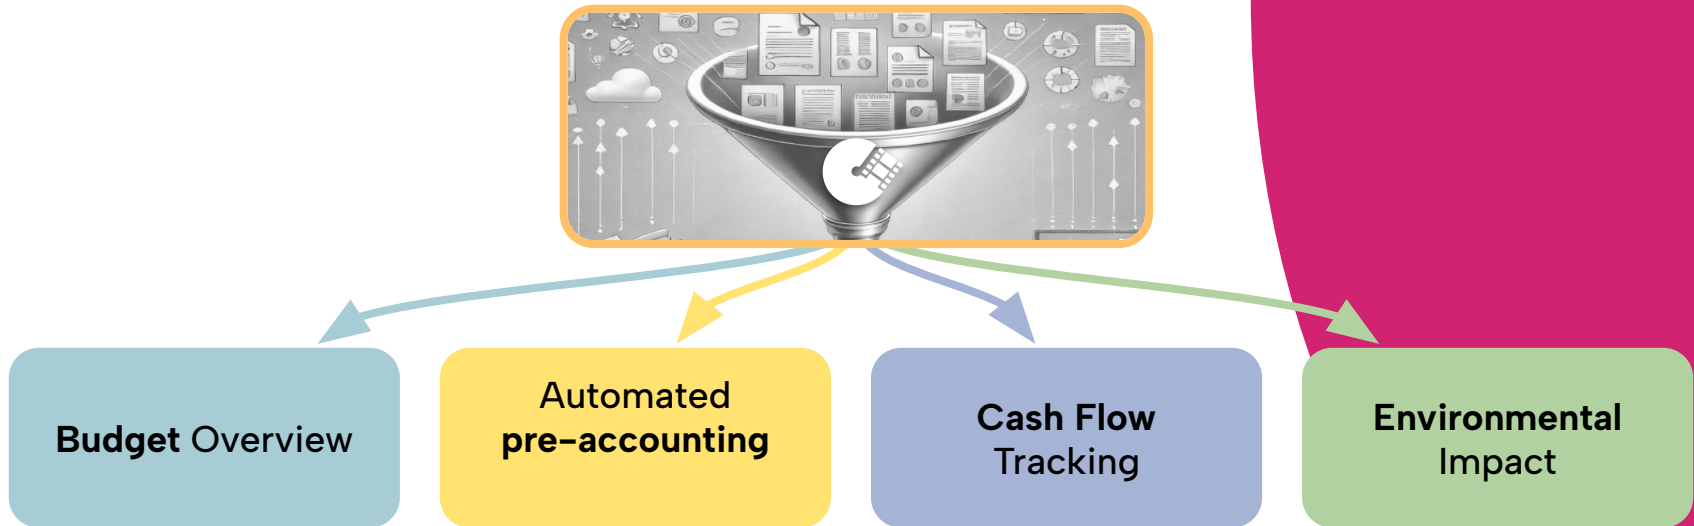 Budget Overview
Automated
pre-accounting
Cash Flow
Tracking
Environmental
Impact